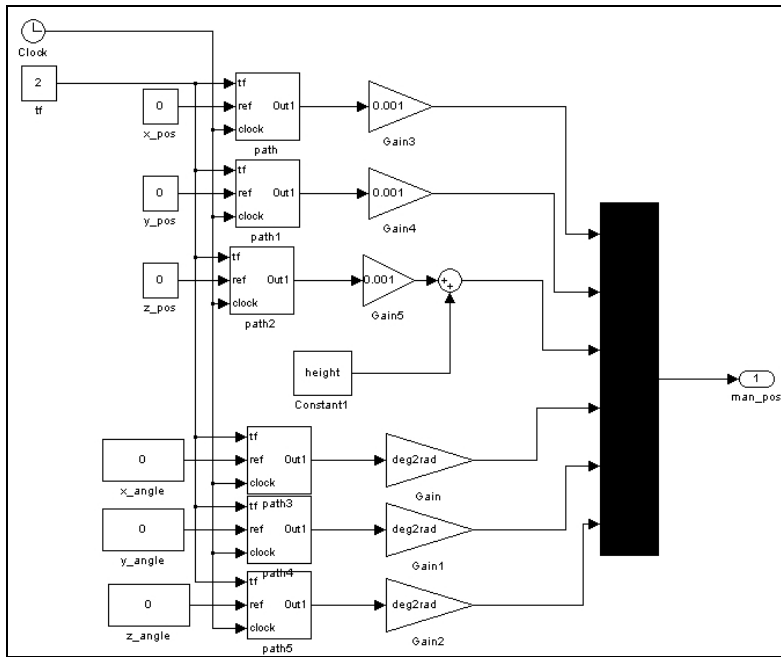 Clock
2
tf
0
x_pos
tf
ref
clock
Out1
path
0.001
Gain3
0
y_pos
tf
ref
clock
Out1
path1
0.001
Gain4
0
z_pos
tf
ref
clock
Out1
path2
0.001
Gain5
+
+
height
Constant1
1
man_pos
0
x_angle
tf
ref
clock
Out1
path3
deg2rad
Gain
0
y_angle
tf
ref
clock
Out1
path4
deg2rad
Gain1
0
z_angle
tf
ref
clock
Out1
path5
deg2rad
Gain2